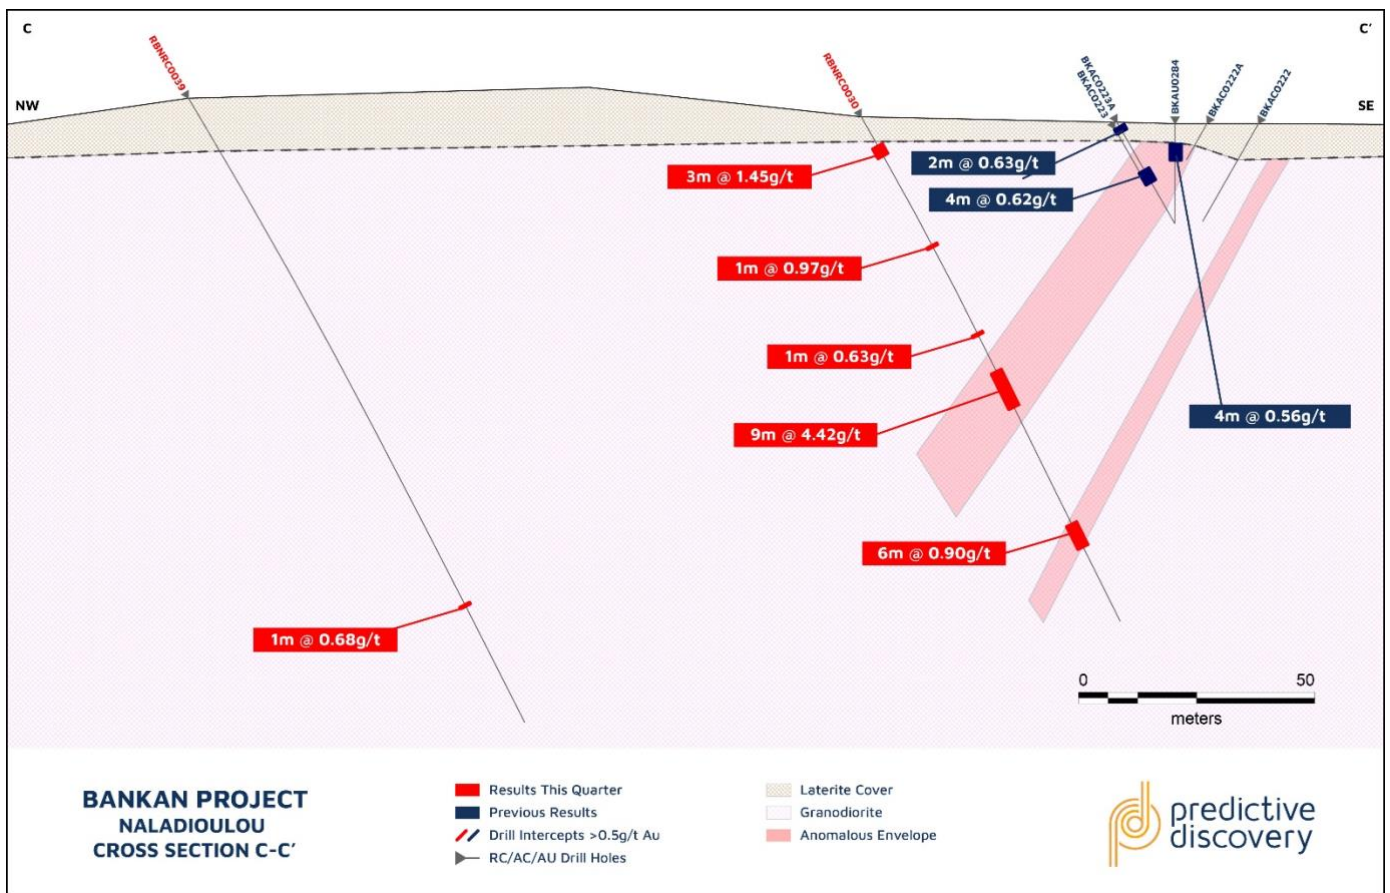 C
C'
NW
SE
RBNRC0039
RBNRC0030
BKAC0223A
BKAC0223
BKAU0284
BKAC0222A
BKAC0222
3m @ 1.45g/t
2m @ 0.63g/t
4m @ 0.62g/t
1m @ 0.97g/t
1m @ 0.63g/t
9m @ 4.42g/t
4m @ 0.56g/t
6m @ 0.90g/t
1m @ 0.68g/t
0 50
meters
BANKAN PROJECT
NALADIOULOU
CROSS SECTION C-C'
Results This Quarter
Previous Results
Drill Intercepts >0.5g/t Au
RC/AC/AU Drill Holes
Laterite Cover
Granodiorite
Anomalous Envelope
predictive
discovery